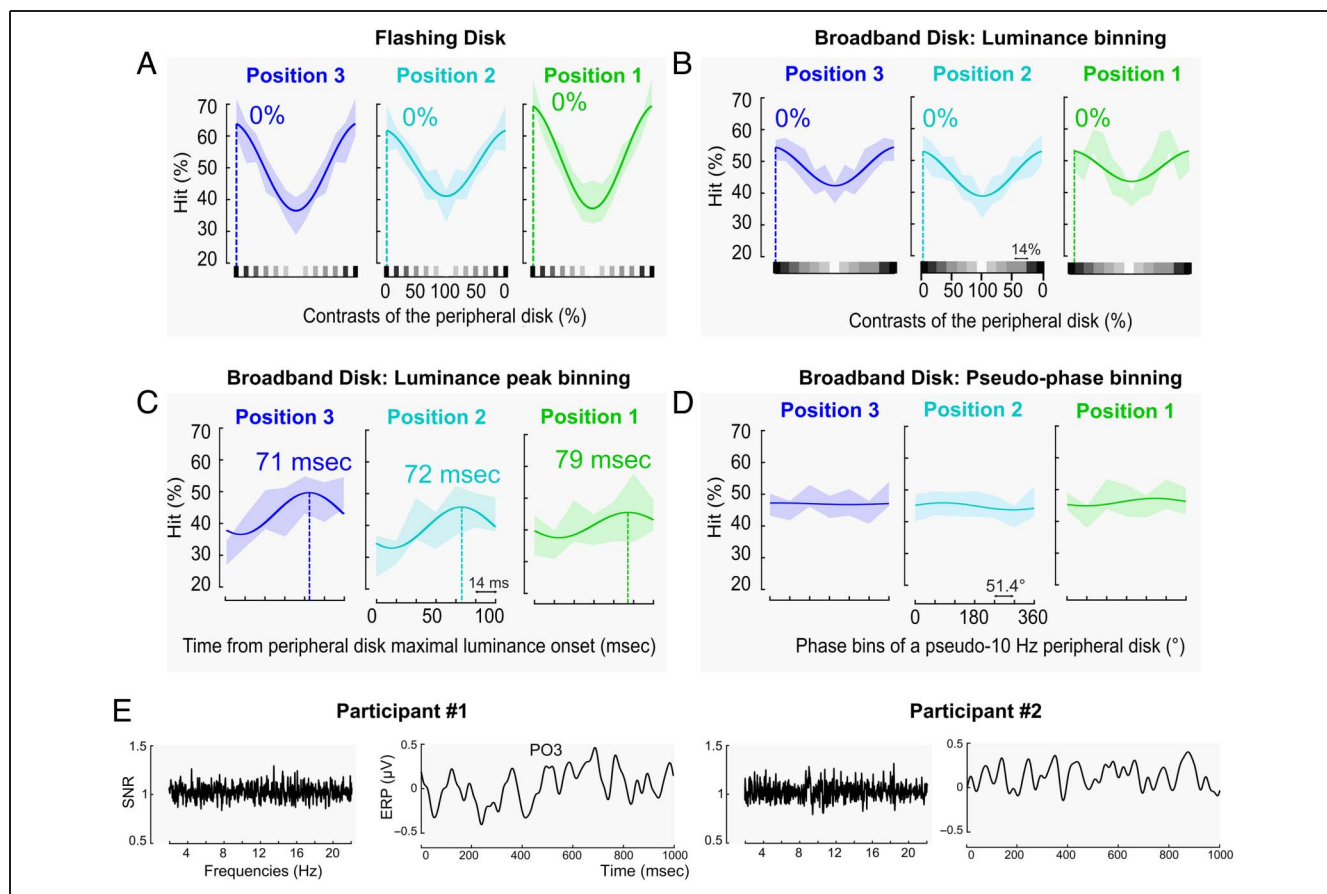 Flashing Disk
A
Position 3
Position 2
Position 1
0%
0%
0%
Hit (%)
70
60
50
40
30
20
0 50 100 50 0
Contrasts of the peripheral disk (%)
Broadband Disk: Luminance binning
B
Position 3
Position 2
Position 1
0%
0%
0%
Hit (%)
70
60
50
40
30
20
14%
0 50 100 50 0
Contrasts of the peripheral disk (%)
Broadband Disk: Luminance peak binning
C
Position 3
Position 2
Position 1
71 msec
72 msec
79 msec
Hit (%)
70
60
50
40
30
20
14 ms
0 50 100
Time from peripheral disk maximal luminance onset (msec)
Broadband Disk: Pseudo-phase binning
D
Position 3
Position 2
Position 1
Hit (%)
70
60
50
40
30
20
51.4°
0 180 360
Phase bins of a pseudo-10 Hz peripheral disk (°)
E
Participant #1
SNR
1.5
1
0.5
4 8 12 16 20
Frequencies (Hz)
PO3
ERP (µV)
0.5
0
−0.5
0 200 400 600 800 1000
Time (msec)
Participant #2
1.5
1
0.5
4 8 12 16 20
0.5
0
−0.5
0 200 400 600 800 1000